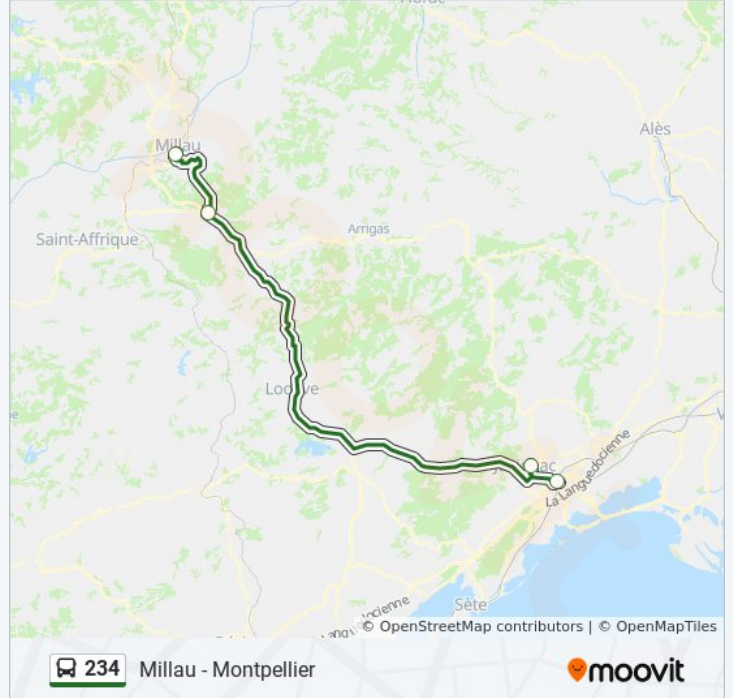 Alès
Millau
Saint-Affrique
Arrigas
La Languedocienne
Sète
© OpenStreetMap contributors | © OpenMapTiles
234 Millau - Montpellier
moovit